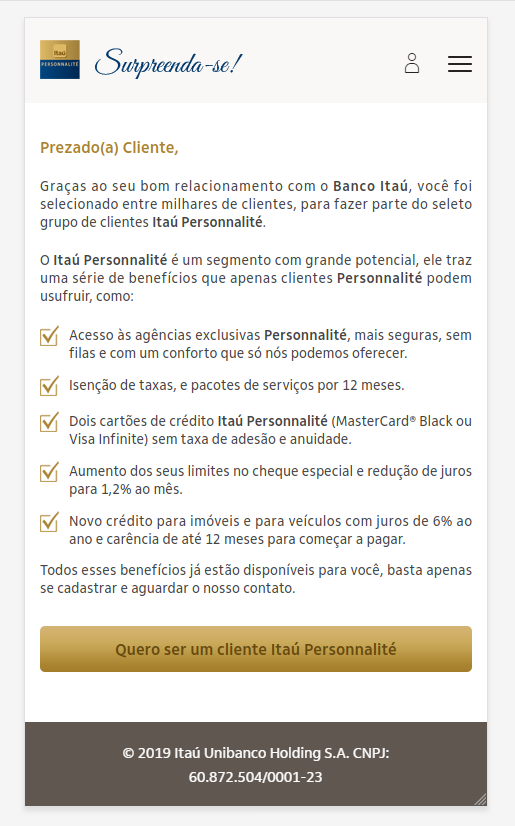 Itaú
PERSONNALITÉ
Surpreenda-se!
Prezado(a) Cliente,
Graças ao seu bom relacionamento com o Banco Itaú, você foi
selecionado entre milhares de clientes, para fazer parte do seleto
grupo de clientes Itaú Personnalité.
O Itaú Personnalité é um segmento com grande potencial, ele traz
uma série de benefícios que apenas clientes Personnalité podem
usufruir, como:
Acesso às agências exclusivas Personnalité, mais seguras, sem
filas e com um conforto que só nós podemos oferecer.
Isenção de taxas, e pacotes de serviços por 12 meses.
Dois cartões de crédito Itaú Personnalité (MasterCard® Black ou
Visa Infinite) sem taxa de adesão e anuidade.
Aumento dos seus limites no cheque especial e redução de juros
para 1,2% ao mês.
Novo crédito para imóveis e para veículos com juros de 6% ao
ano e carência de até 12 meses para começar a pagar.
Todos esses benefícios já estão disponíveis para você, basta apenas
se cadastrar e aguardar o nosso contato.
Quero ser um cliente Itaú Personnalité
© 2019 Itaú Unibanco Holding S.A. CNPJ:
60.872.504/0001-23